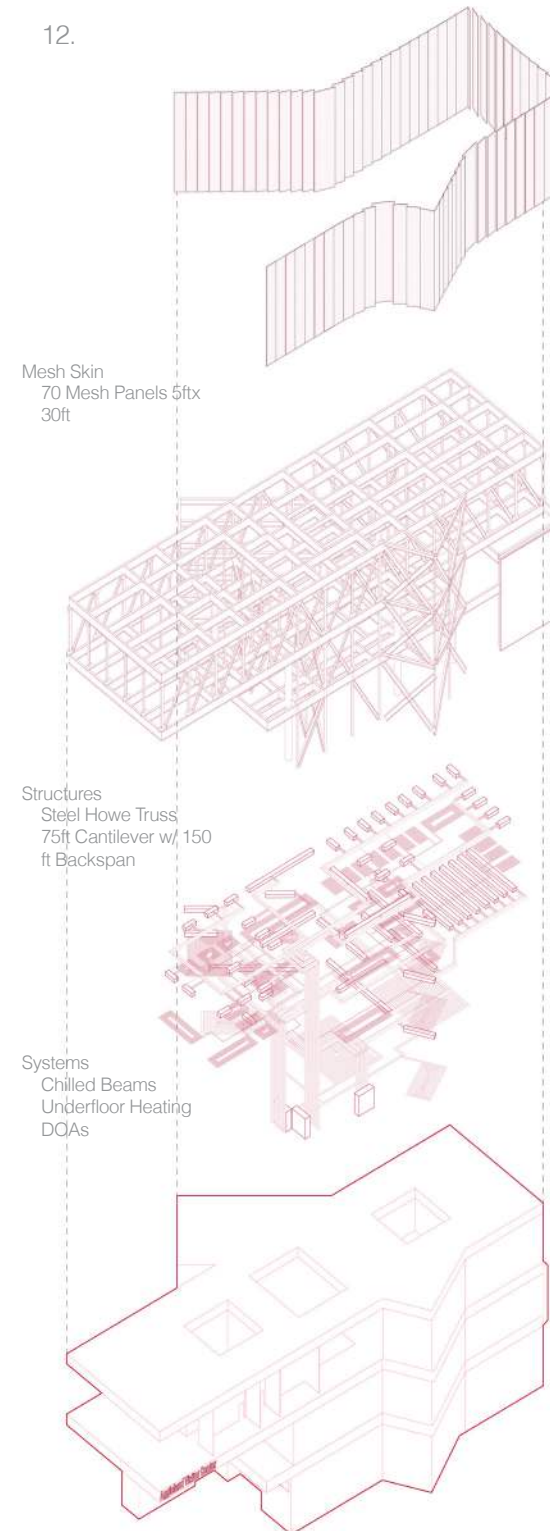 12.
Mesh Skin
70 Mesh Panels 5ftx
30ft
Structures
Steel Howe Truss
75ft Cantilever w/ 150
ft Backspan
Systems
Chilled Beams
Underfloor Heating
DOAs
Center